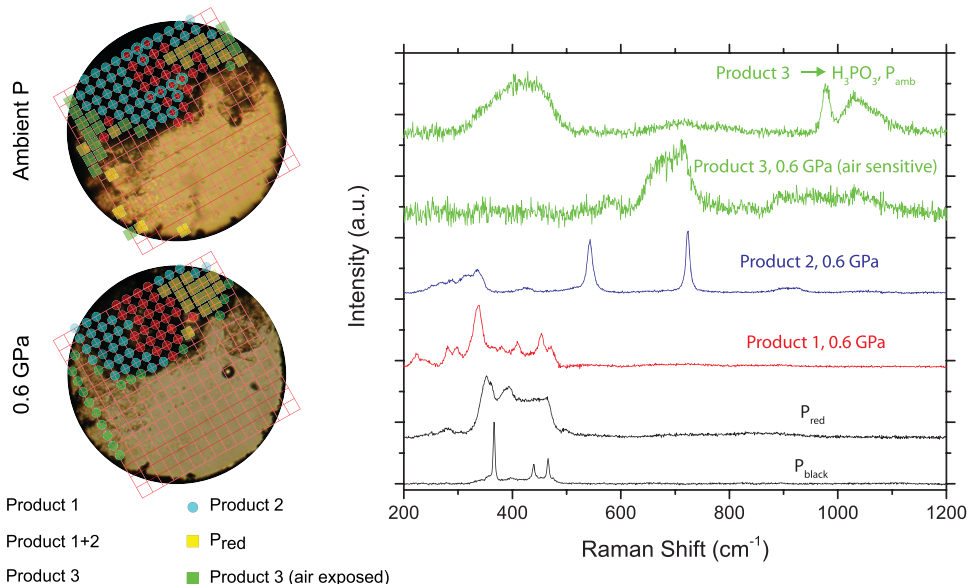 Ambient P
0.6 GPa
Product 1
Product 2
Product 1+2
P_red
Product 3
Product 3 (air exposed)
Intensity (a.u.)
Product 3 → H₃PO₃, P_amb
Product 3, 0.6 GPa (air sensitive)
Product 2, 0.6 GPa
Product 1, 0.6 GPa
P_red
P_black
200 400 600 800 1000 1200
Raman Shift (cm⁻¹)